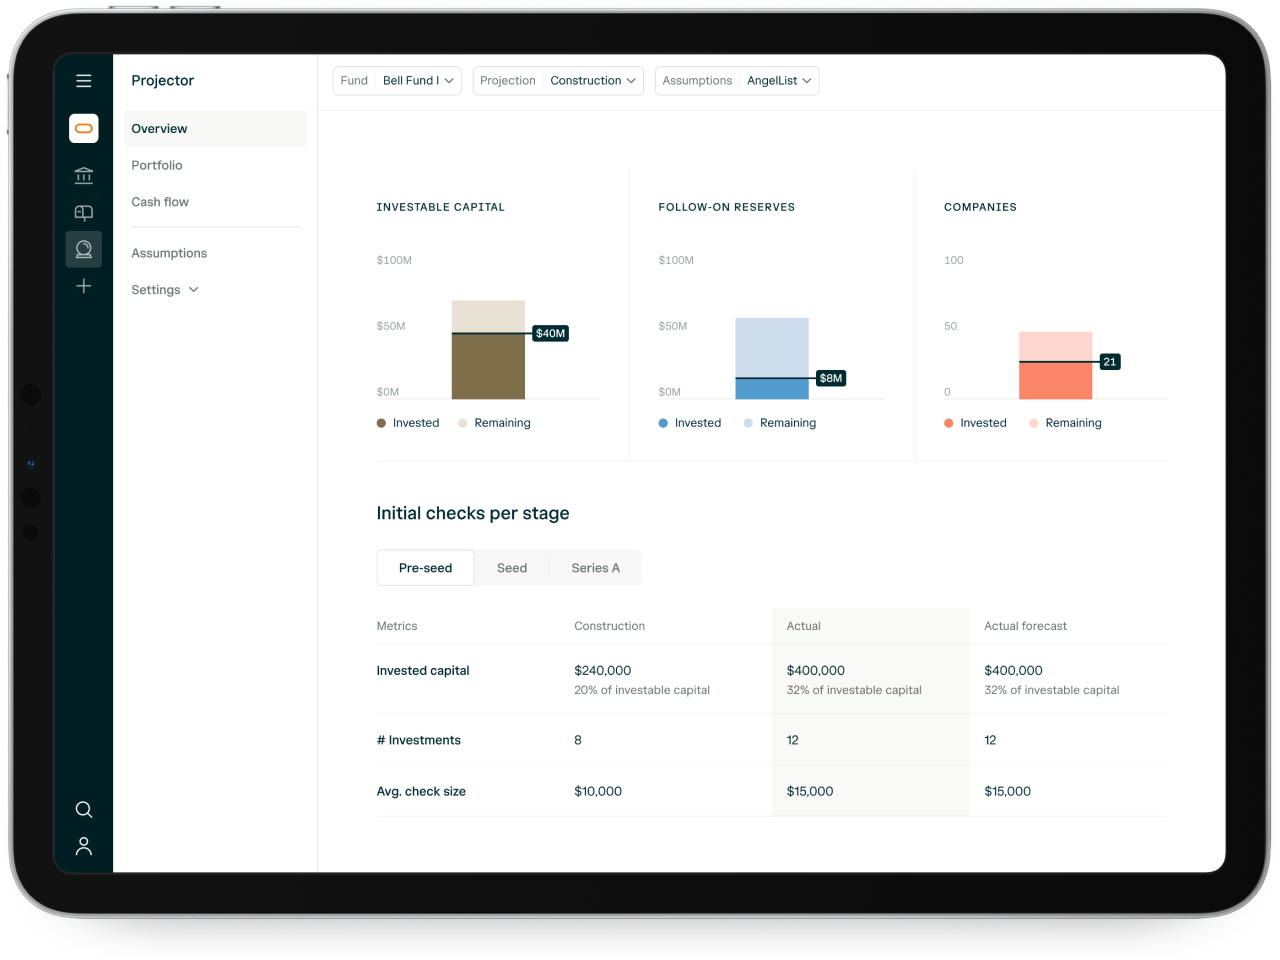 Projector
Overview
Portfolio
Cash flow
Assumptions
Settings
Fund Bell Fund I
Projection Construction
Assumptions AngelList
INVESTABLE CAPITAL
$100M
$50M
$0M
$40M
Invested Remaining
FOLLOW-ON RESERVES
$100M
$50M
$0M
$8M
Invested Remaining
COMPANIES
100
50
0
21
Invested Remaining
Initial checks per stage
Pre-seed Seed Series A
Metrics Construction Actual Actual forecast
Invested capital $240,000 $400,000 $400,000
20% of investable capital 32% of investable capital 32% of investable capital
# Investments 8 12 12
Avg. check size $10,000 $15,000 $15,000